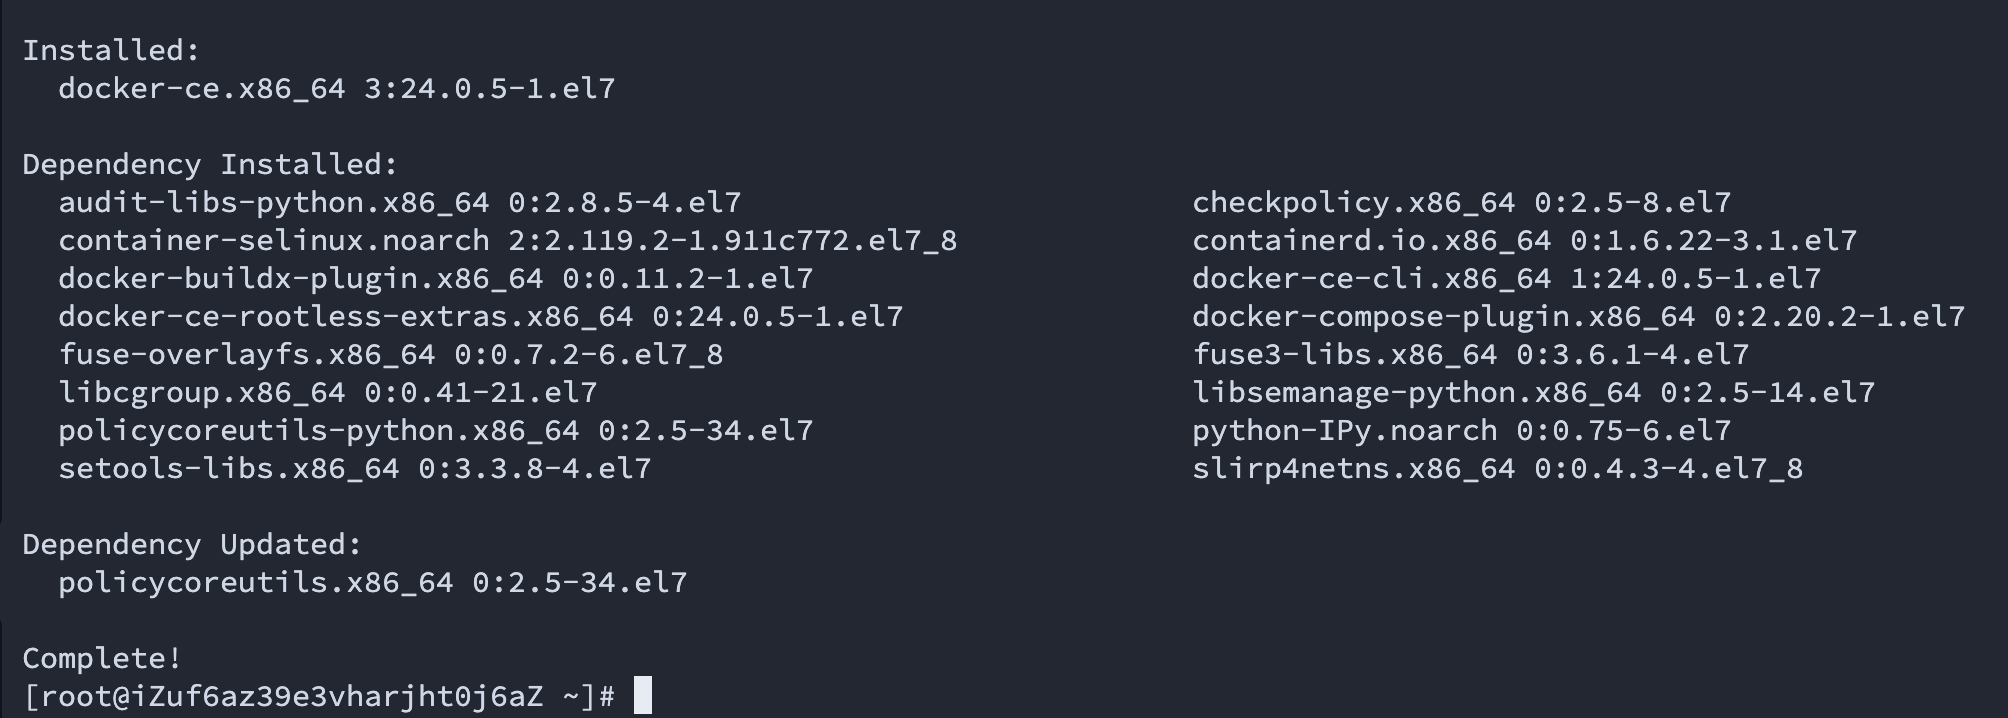 Installed:
  docker-ce.x86_64 3:24.0.5-1.el7

Dependency Installed:
  audit-libs-python.x86_64 0:2.8.5-4.el7                         checkpolicy.x86_64 0:2.5-8.el7
  container-selinux.noarch 2:2.119.2-1.911c772.el7_8             containerd.io.x86_64 0:1.6.22-3.1.el7
  docker-buildx-plugin.x86_64 0:0.11.2-1.el7                     docker-ce-cli.x86_64 1:24.0.5-1.el7
  docker-ce-rootless-extras.x86_64 0:24.0.5-1.el7                docker-compose-plugin.x86_64 0:2.20.2-1.el7
  fuse-overlayfs.x86_64 0:0.7.2-6.el7_8                          fuse3-libs.x86_64 0:3.6.1-4.el7
  libcgroup.x86_64 0:0.41-21.el7                                 libsemanage-python.x86_64 0:2.5-14.el7
  policycoreutils-python.x86_64 0:2.5-34.el7                     python-IPy.noarch 0:0.75-6.el7
  setools-libs.x86_64 0:3.3.8-4.el7                              slirp4netns.x86_64 0:0.4.3-4.el7_8

Dependency Updated:
  policycoreutils.x86_64 0:2.5-34.el7

Complete!
[root@iZuf6az39e3vharjht0j6aZ ~]#